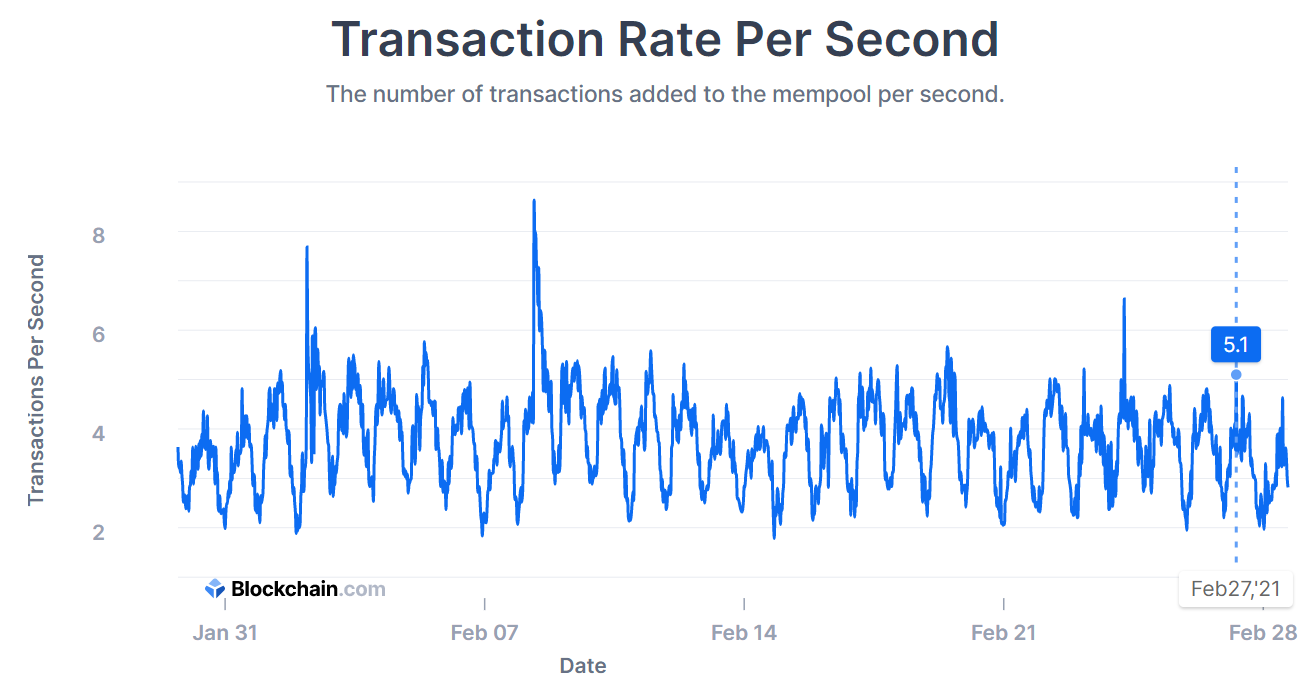 Transaction Rate Per Second
The number of transactions added to the mempool per second.
Transactions Per Second
8
6
4
2
5.1
Blockchain.com
Feb27,'21
Jan 31
Feb 07
Feb 14
Feb 21
Feb 28
Date